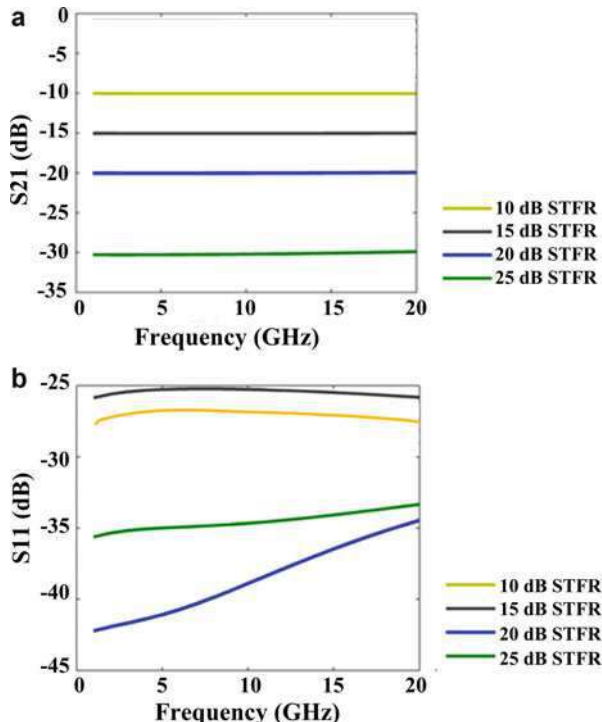 a
0
-5
-10
-15
-20
-25
-30
-35
S21 (dB)
0
5
10
15
20
Frequency (GHz)
10 dB STFR
15 dB STFR
20 dB STFR
25 dB STFR
b
-25
-30
-35
-40
-45
S11 (dB)
0
5
10
15
20
Frequency (GHz)
10 dB STFR
15 dB STFR
20 dB STFR
25 dB STFR